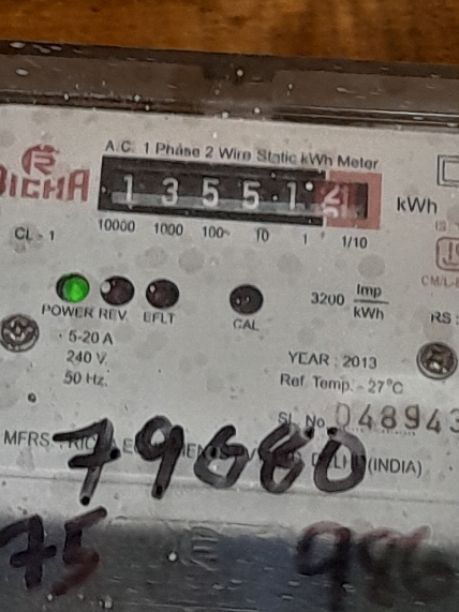 A.C. 1 Phase 2 Wire Static kWh Meter
1 3 5 5 1 kWh
CL - 1 10000 1000 100 10 1 1/10
POWER REV. EFLT CAL 3200 Imp/kWh
RS :
5-20 A
240 V.
50 Hz.
YEAR : 2013
Ref. Temp. - 27°C
SL. No. 048943
MFRS (INDIA)
79680
75